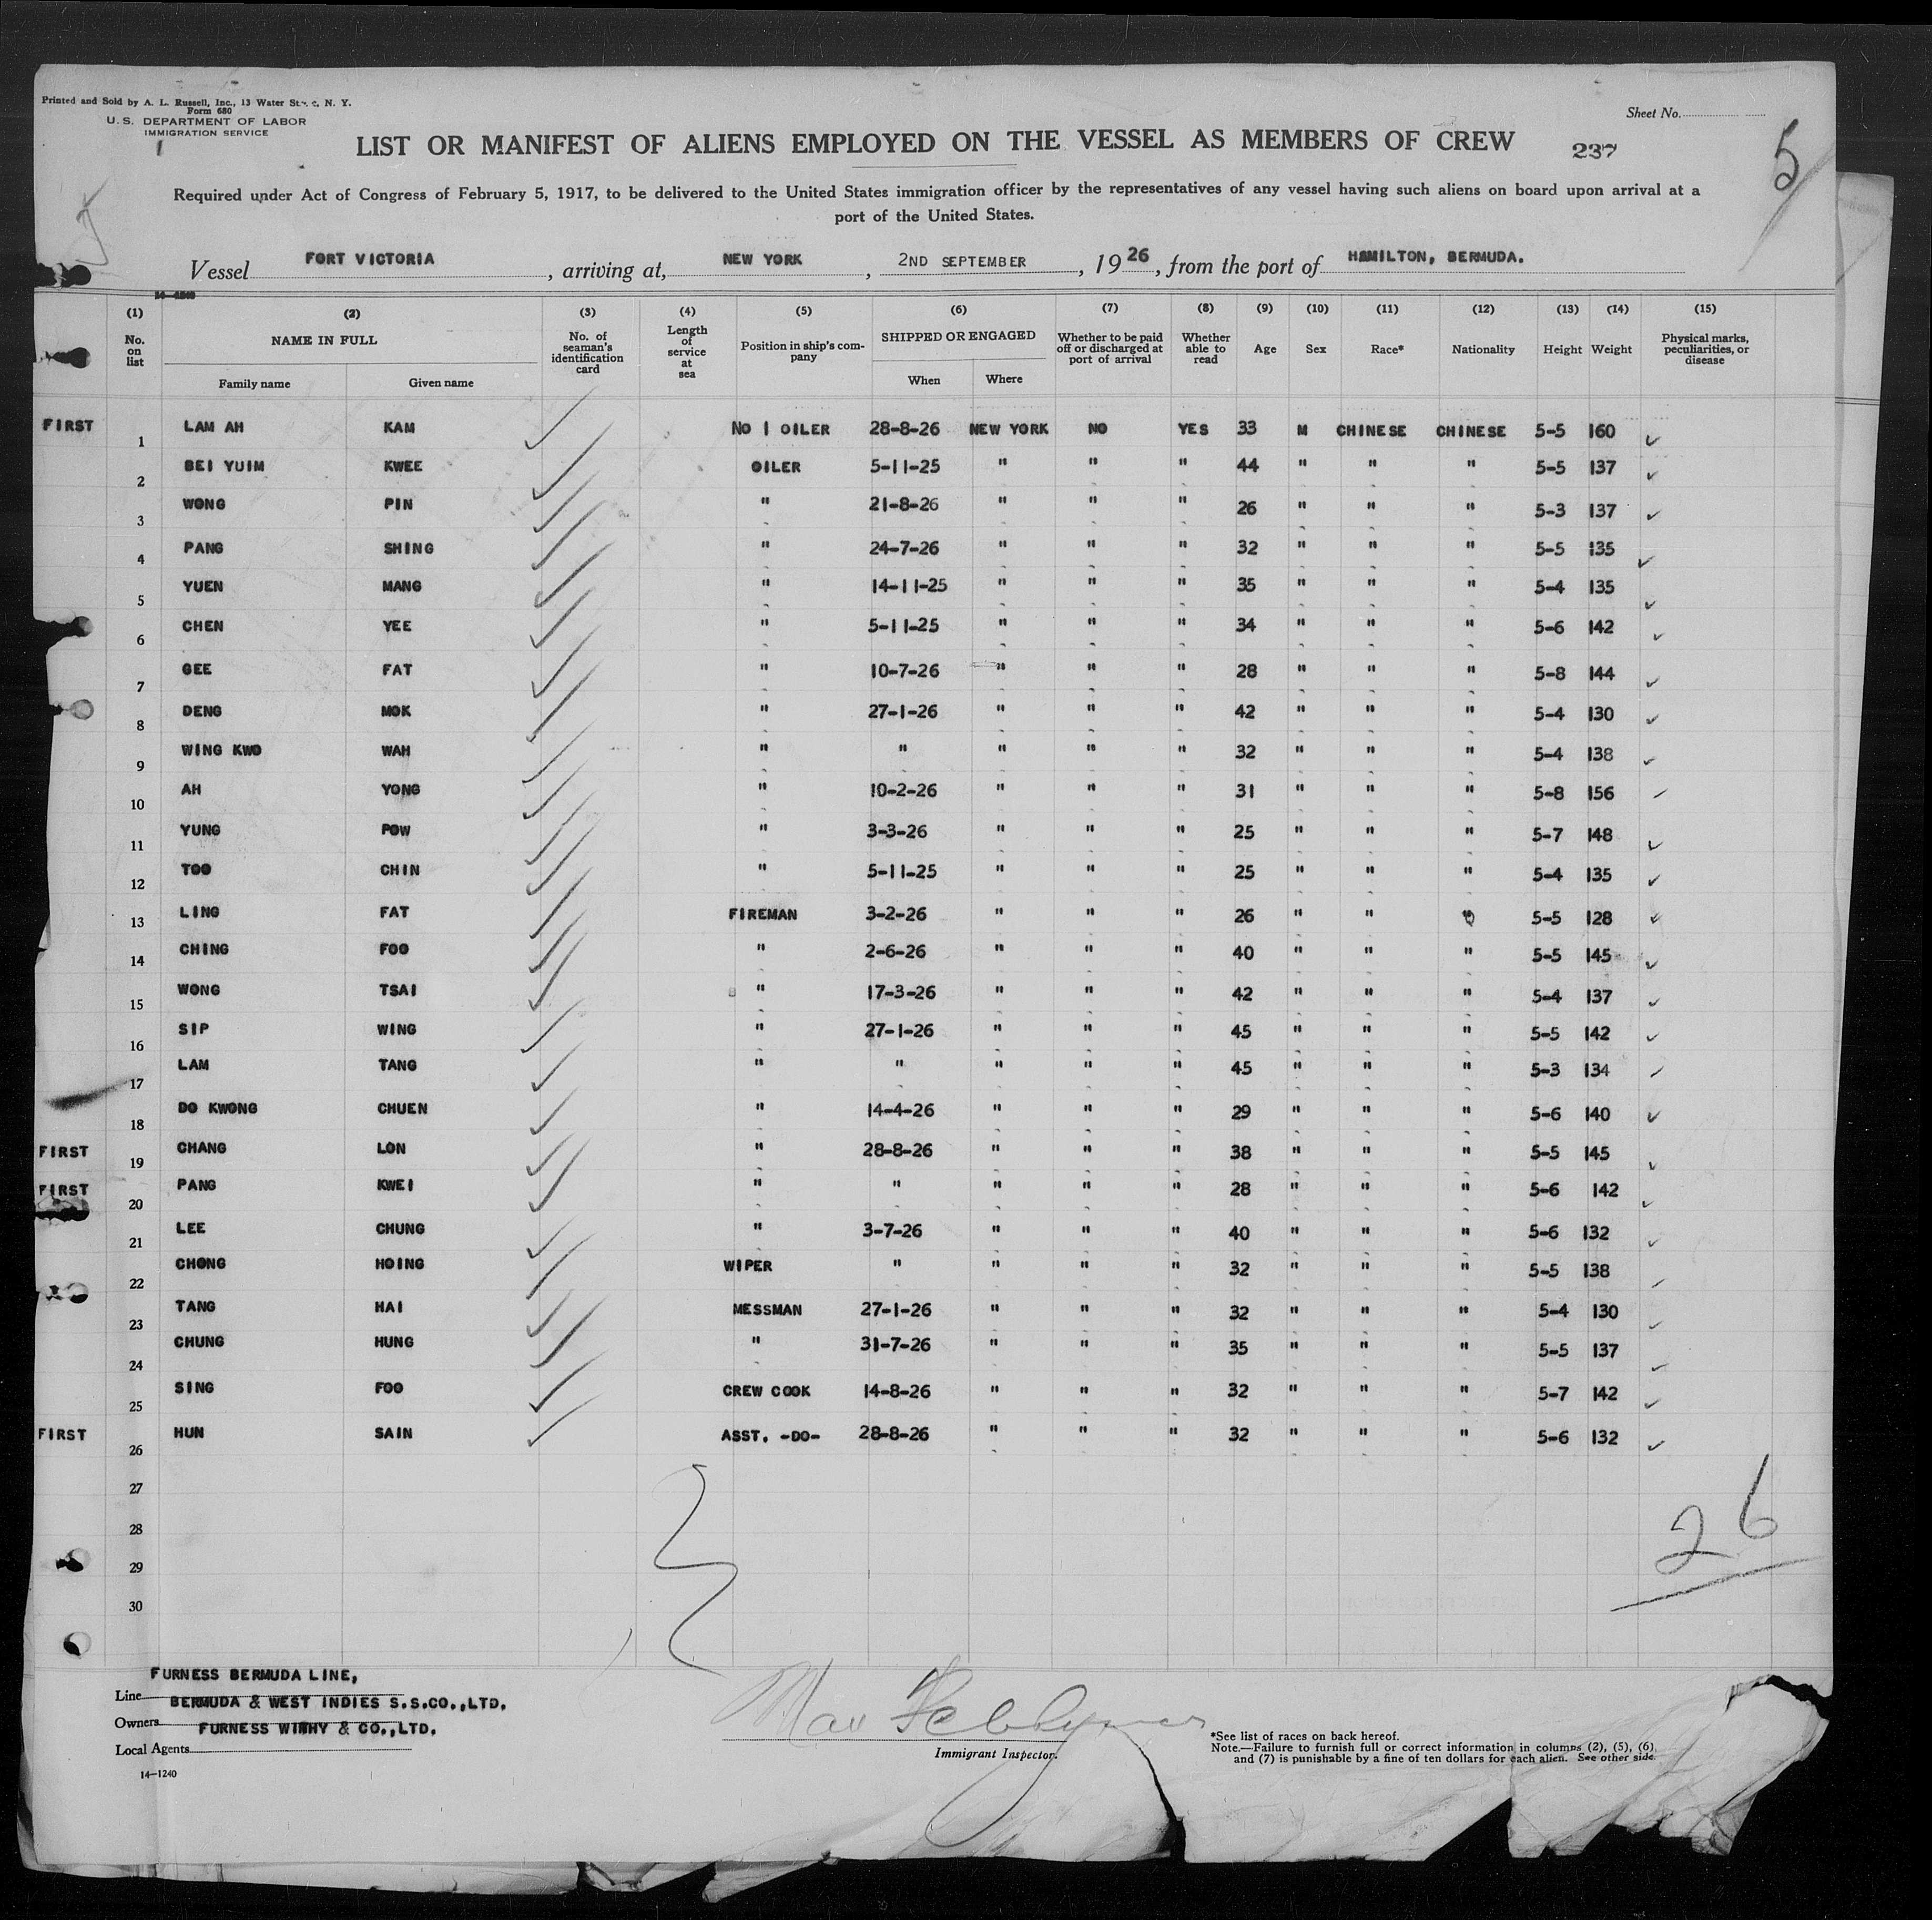 Printed and Sold by A. L. Russell, Inc., 13 Water St., N. Y.
Form 680
U. S. DEPARTMENT OF LABOR
IMMIGRATION SERVICE
Sheet No.
LIST OR MANIFEST OF ALIENS EMPLOYED ON THE VESSEL AS MEMBERS OF CREW 237 5
Required under Act of Congress of February 5, 1917, to be delivered to the United States immigration officer by the representatives of any vessel having such aliens on board upon arrival at a
port of the United States.
Vessel FORT VICTORIA, arriving at, NEW YORK, 2ND SEPTEMBER, 1926, from the port of HAMILTON, BERMUDA.
14-1240
(1) (2) (3) (4) (5) (6) (7) (8) (9) (10) (11) (12) (13) (14) (15)
No. on list NAME IN FULL Family name Given name No. of seaman's identification card Length of service at sea Position in ship's company SHIPPED OR ENGAGED When Where Whether to be paid off or discharged at port of arrival Whether able to read Age Sex Race* Nationality Height Weight Physical marks, peculiarities, or disease
FIRST 1 LAM AH KAM NO 1 OILER 28-8-26 NEW YORK NO YES 33 M CHINESE CHINESE 5-5 160
2 BEI YUIM KWEE OILER 5-11-25 " " " 44 " " " 5-5 137
3 WONG PIN " 21-8-26 " " " 26 " " " 5-3 137
4 PANG SHING " 24-7-26 " " " 32 " " " 5-5 135
5 YUEN MANG " 14-11-25 " " " 35 " " " 5-4 135
6 CHEN YEE " 5-11-25 " " " 34 " " " 5-6 142
7 GEE FAT " 10-7-26 " " " 28 " " " 5-8 144
8 DENG MOK " 27-1-26 " " " 42 " " " 5-4 130
9 WING KWO WAH " " " " " 32 " " " 5-4 138
10 AH YONG " 10-2-26 " " " 31 " " " 5-8 156
11 YUNG POW " 3-3-26 " " " 25 " " " 5-7 148
12 TOO CHIN " 5-11-25 " " " 25 " " " 5-4 135
13 LING FAT FIREMAN 3-2-26 " " " 26 " " " 5-5 128
14 CHING FOO " 2-6-26 " " " 40 " " " 5-5 145
15 WONG TSAI " 17-3-26 " " " 42 " " " 5-4 137
16 SIP WING " 27-1-26 " " " 45 " " " 5-5 142
17 LAM TANG " " " " " 45 " " " 5-3 134
18 DO KWONG CHUEN " 14-4-26 " " " 29 " " " 5-6 140
FIRST 19 CHANG LON " 28-8-26 " " " 38 " " " 5-5 145
FIRST 20 PANG KWEI " " " " " 28 " " " 5-6 142
21 LEE CHUNG " 3-7-26 " " " 40 " " " 5-6 132
22 CHONG HOING WIPER " " " " 32 " " " 5-5 138
23 TANG HAI MESSMAN 27-1-26 " " " 32 " " " 5-4 130
24 CHUNG HUNG " 31-7-26 " " " 35 " " " 5-5 137
25 SING FOO CREW COOK 14-8-26 " " " 32 " " " 5-7 142
FIRST 26 HUN SAIN ASST. -DO- 28-8-26 " " " 32 " " " 5-6 132
27
28
29
30
26
FURNESS BERMUDA LINE,
Line BERMUDA & WEST INDIES S.S.CO.,LTD.
Owners FURNESS WITHY & CO.,LTD.
Local Agents
Max
Immigrant Inspector.
*See list of races on back hereof.
Note.—Failure to furnish full or correct information in columns (2), (5), (6),
and (7) is punishable by a fine of ten dollars for each alien. See other side.
14-1240